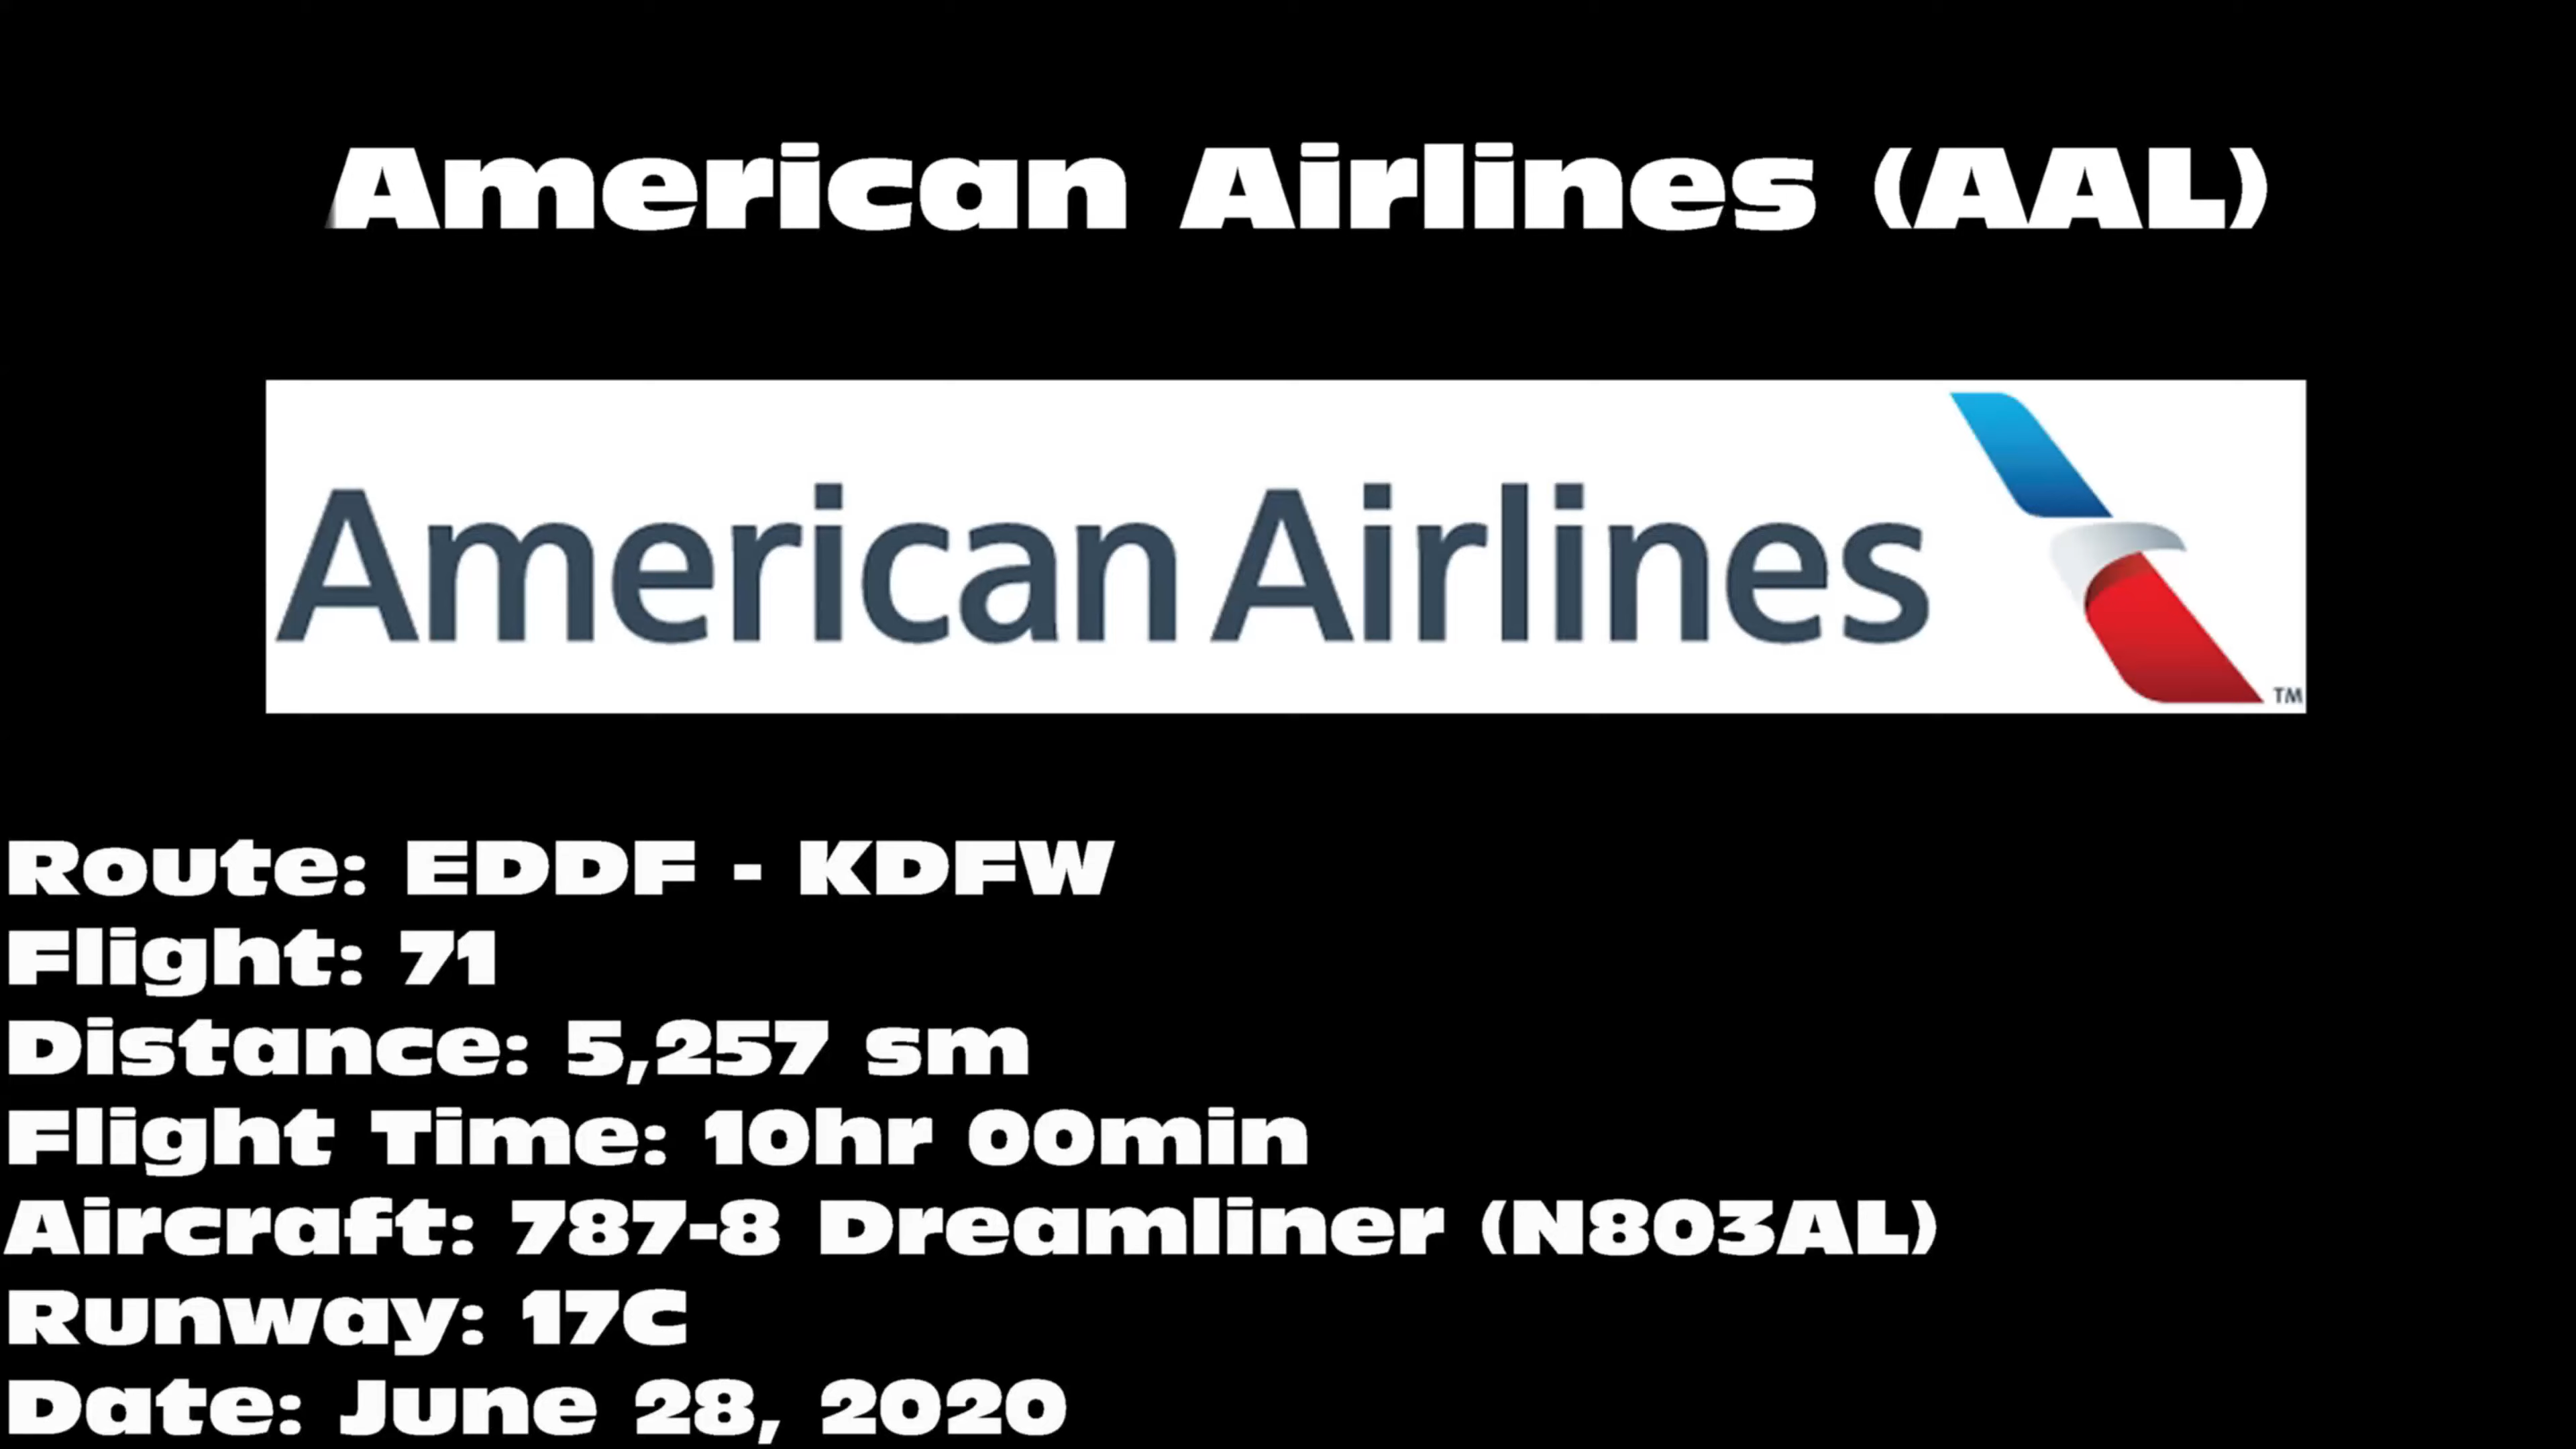 American Airlines (AAL)
American Airlines
TM
Route: EDDF - KDFW
Flight: 71
Distance: 5,257 sm
Flight Time: 10hr 00min
Aircraft: 787-8 Dreamliner (N803AL)
Runway: 17C
Date: June 28, 2020